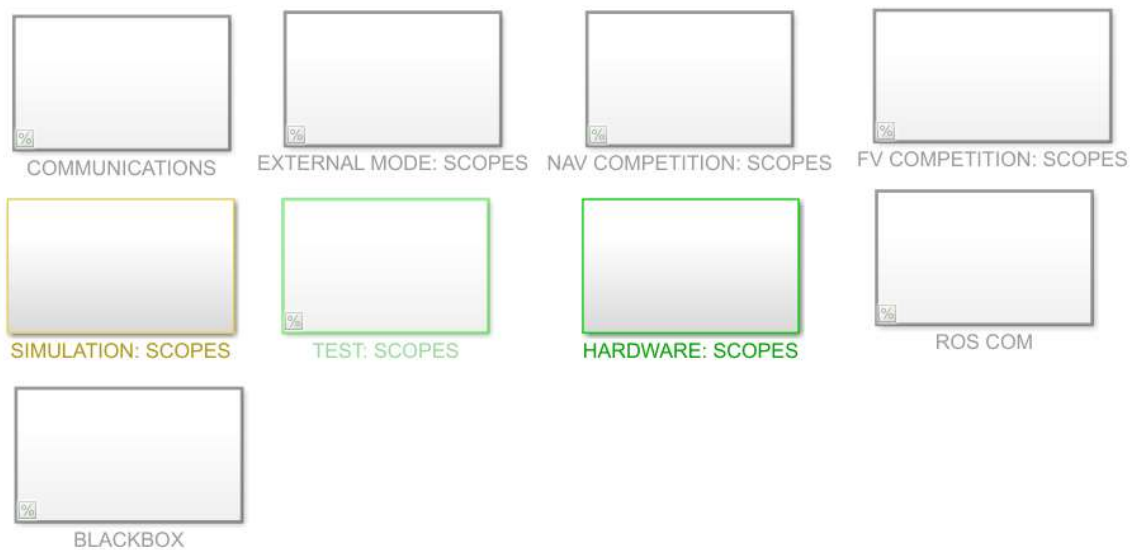 %
%
%
%
COMMUNICATIONS
EXTERNAL MODE: SCOPES
NAV COMPETITION: SCOPES
FV COMPETITION: SCOPES
%
%
SIMULATION: SCOPES
TEST: SCOPES
HARDWARE: SCOPES
ROS COM
%
BLACKBOX